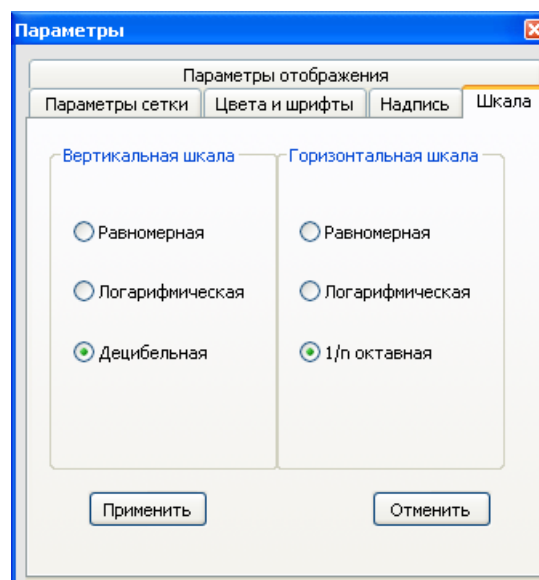 Параметры
Параметры отображения
Параметры сетки Цвета и шрифты Надпись Шкала
Вертикальная шкала Горизонтальная шкала
Равномерная Равномерная
Логарифмическая Логарифмическая
Децибельная 1/n октавная
Применить Отменить